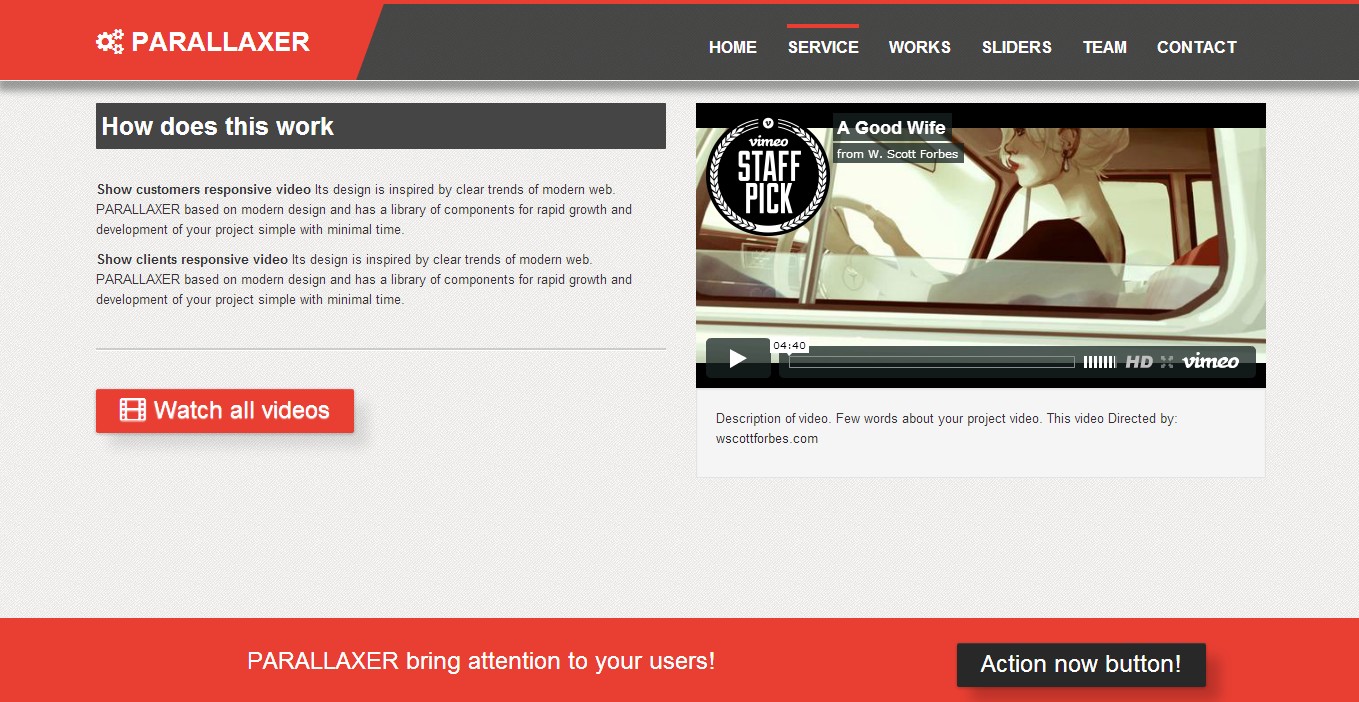 PARALLAXER
HOME SERVICE WORKS SLIDERS TEAM CONTACT
How does this work
Show customers responsive video Its design is inspired by clear trends of modern web.
PARALLAXER based on modern design and has a library of components for rapid growth and
development of your project simple with minimal time.
Show clients responsive video Its design is inspired by clear trends of modern web.
PARALLAXER based on modern design and has a library of components for rapid growth and
development of your project simple with minimal time.
Watch all videos
vimeo
STAFF
PICK
A Good Wife
from W. Scott Forbes
04:40
HD vimeo
Description of video. Few words about your project video. This video Directed by:
wscottforbes.com
PARALLAXER bring attention to your users!
Action now button!